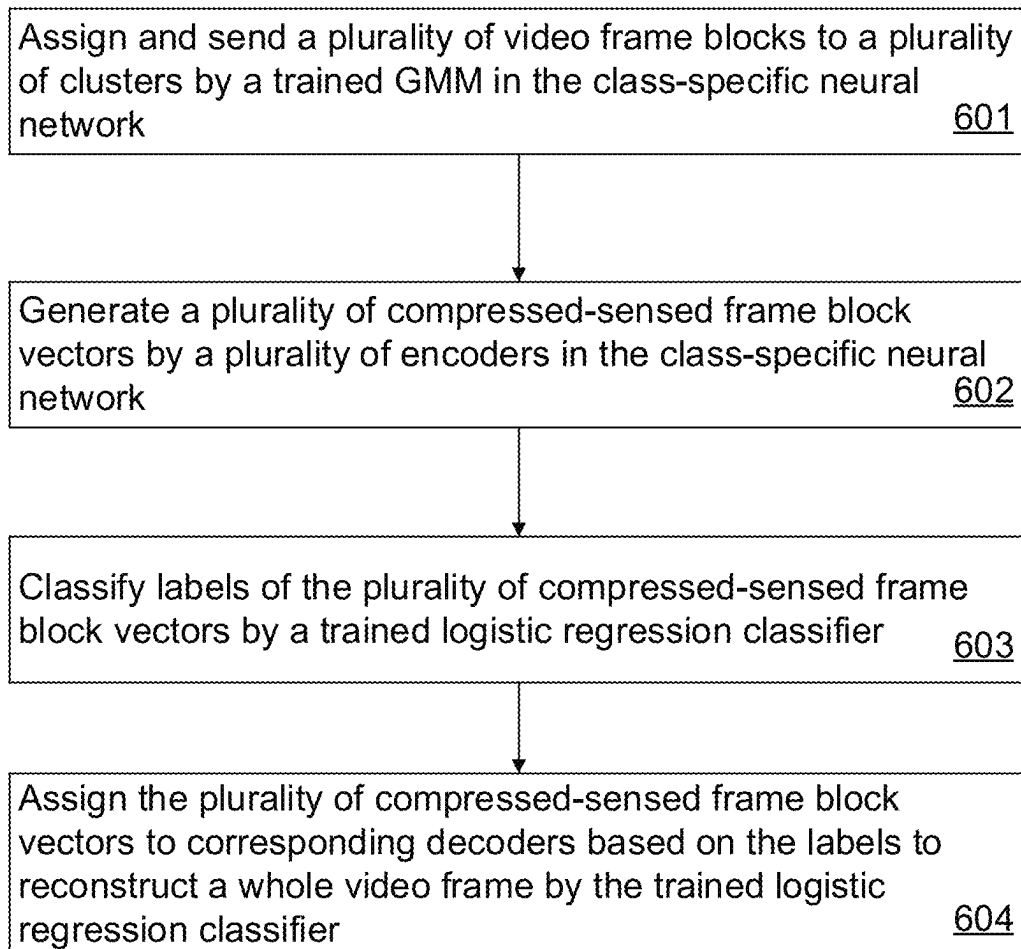 Assign and send a plurality of video frame blocks to a plurality
of clusters by a trained GMM in the class-specific neural
network
601
Generate a plurality of compressed-sensed frame block
vectors by a plurality of encoders in the class-specific neural
network
602
Classify labels of the plurality of compressed-sensed frame
block vectors by a trained logistic regression classifier
603
Assign the plurality of compressed-sensed frame block
vectors to corresponding decoders based on the labels to
reconstruct a whole video frame by the trained logistic
regression classifier
604